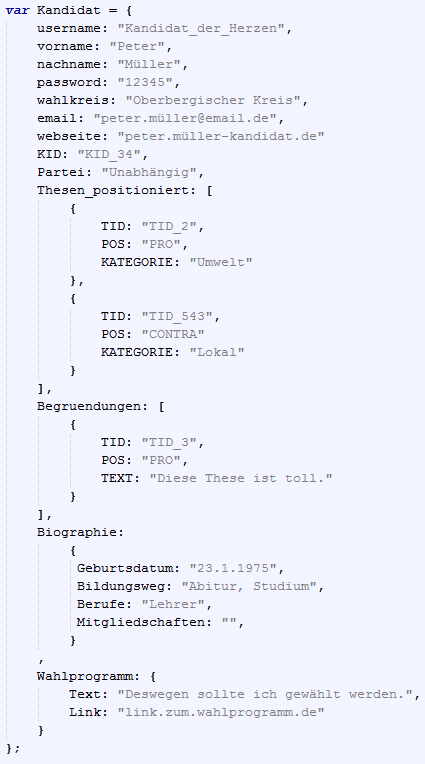 var Kandidat = {
    username: "Kandidat_der_Herzen",
    vorname: "Peter",
    nachname: "Müller",
    password: "12345",
    wahlkreis: "Oberbergischer Kreis",
    email: "peter.müller@email.de",
    webseite: "peter.müller-kandidat.de"
    KID: "KID_34",
    Partei: "Unabhängig",
    Thesen_positioniert: [
        {
            TID: "TID_2",
            POS: "PRO",
            KATEGORIE: "Umwelt"
        },
        {
            TID: "TID_543",
            POS: "CONTRA"
            KATEGORIE: "Lokal"
        }
    ],
    Begruendungen: [
        {
            TID: "TID_3",
            POS: "PRO",
            TEXT: "Diese These ist toll."
        }
    ],
    Biographie:
        {
         Geburtsdatum: "23.1.1975",
         Bildungsweg: "Abitur, Studium",
         Berufe: "Lehrer",
         Mitgliedschaften: "",
        }
    ,
    Wahlprogramm: {
        Text: "Deswegen sollte ich gewählt werden.",
        Link: "link.zum.wahlprogramm.de"
    }
};